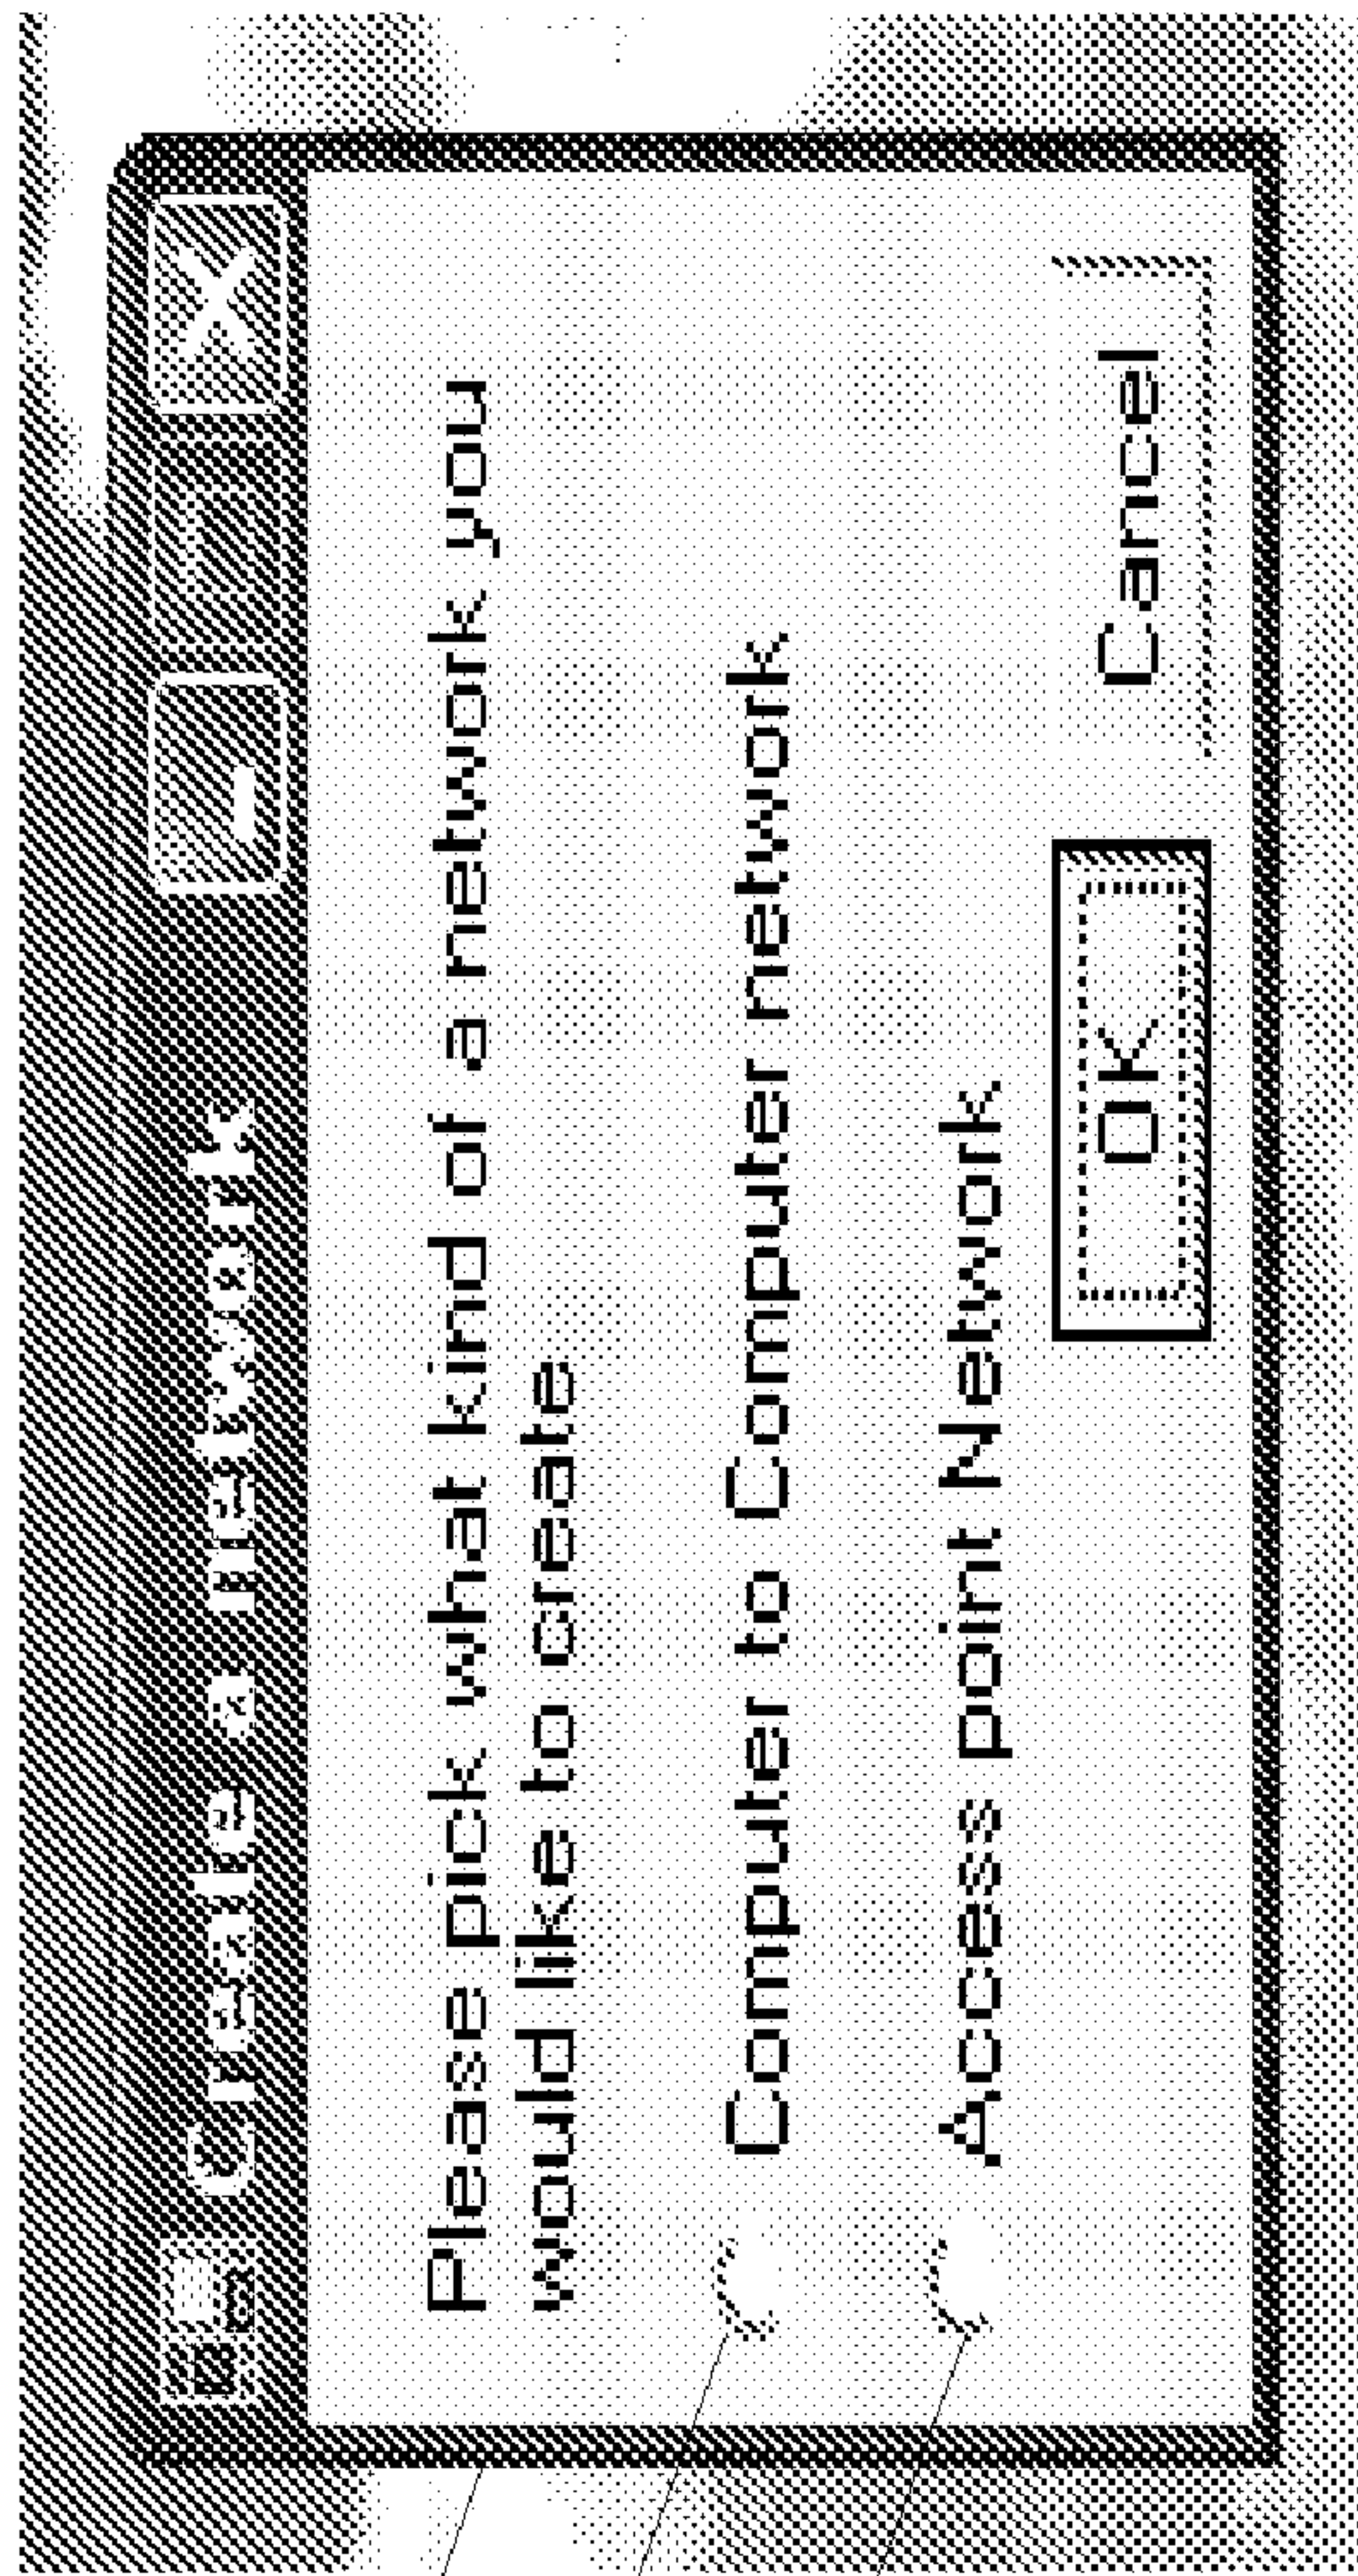 Create a network
Please pick what kind of a network you
would like to create
Computer to Computer network
Access point Network
OK
Cancel